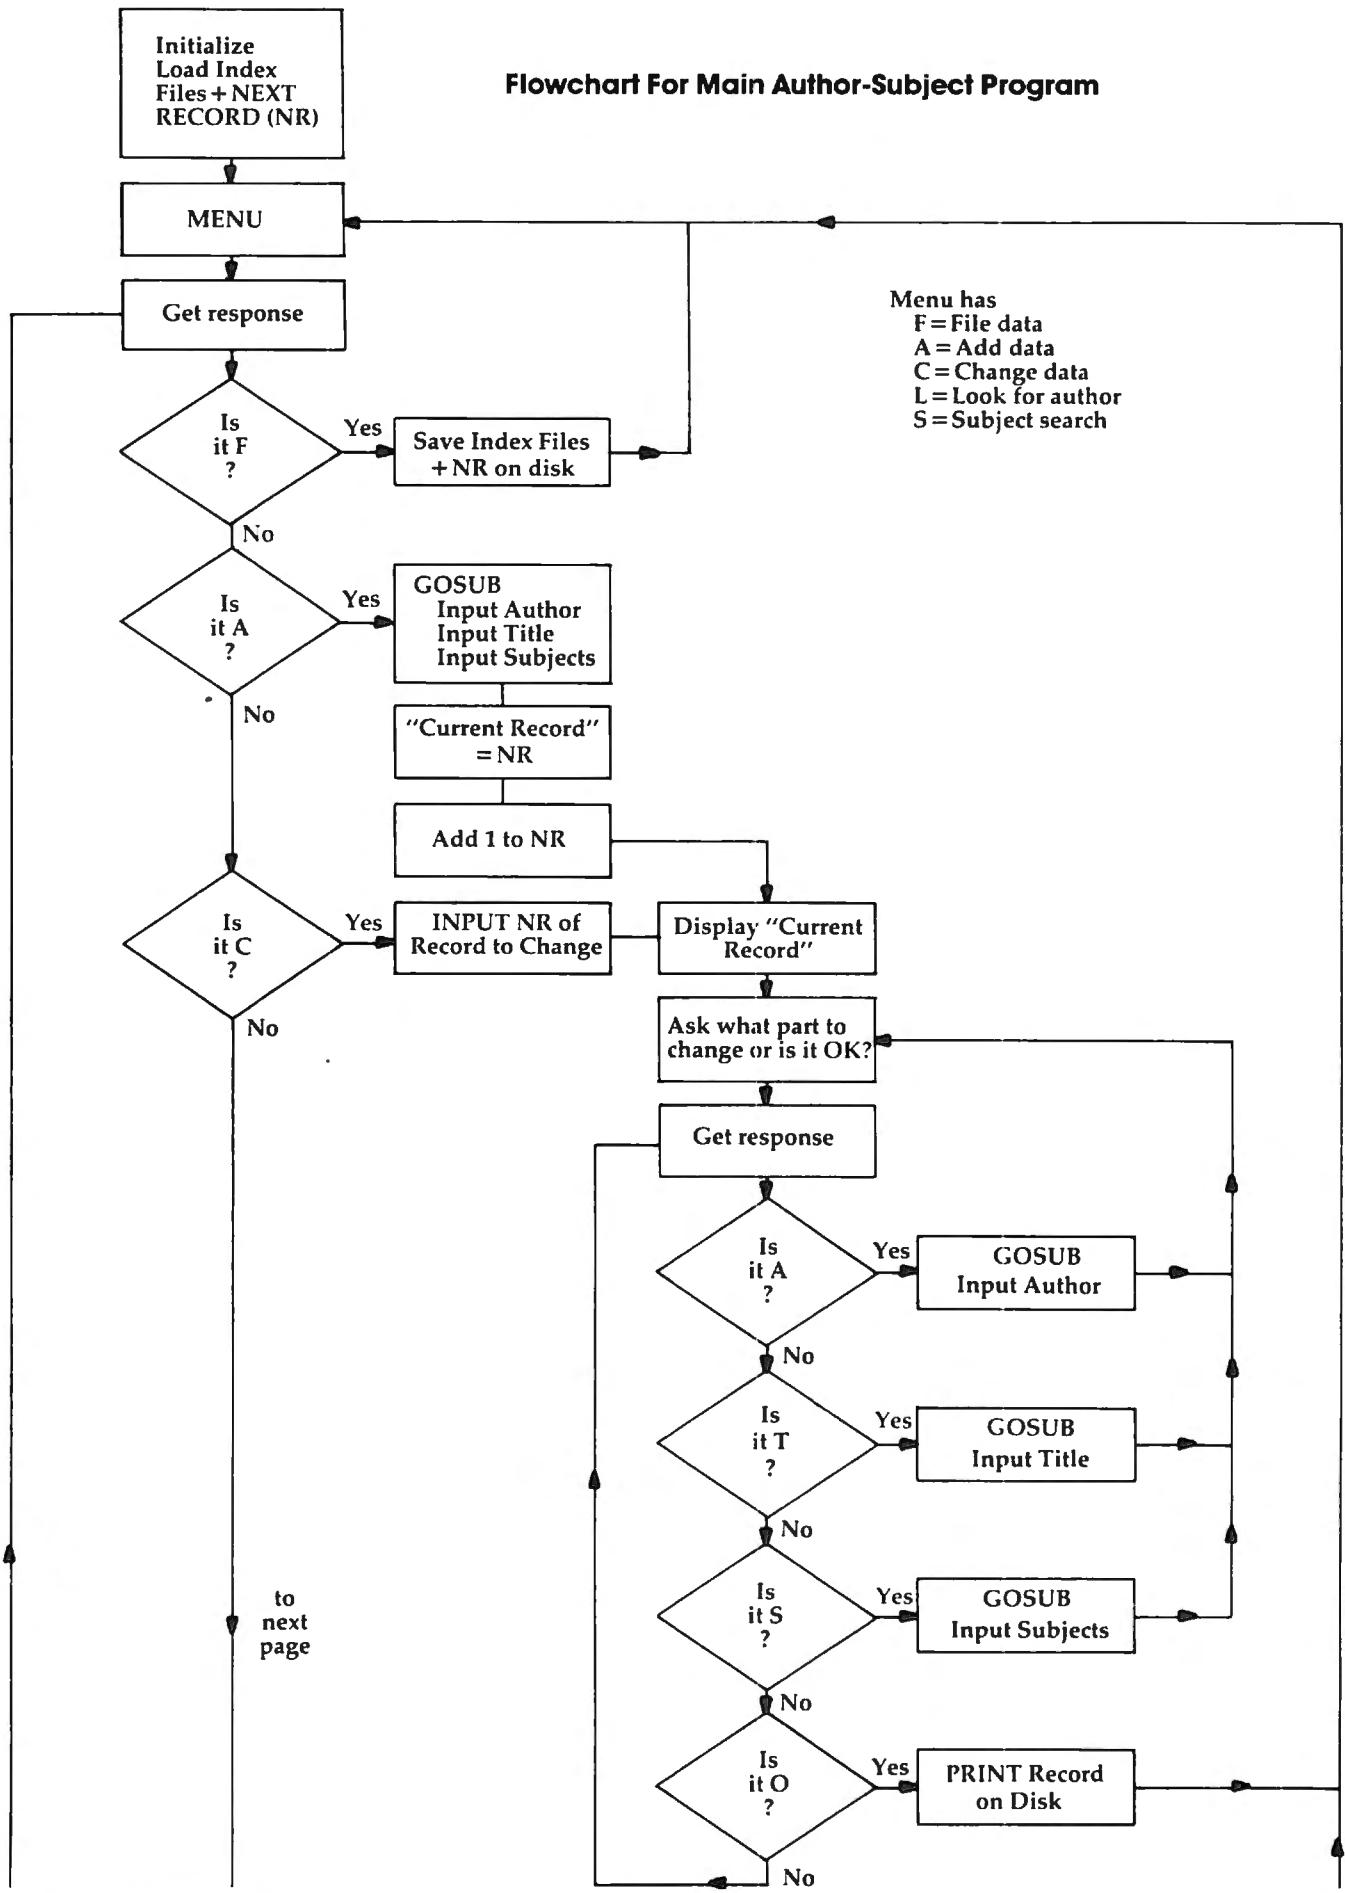 Initialize
Load Index
Files + NEXT
RECORD (NR)
Flowchart For Main Author-Subject Program
MENU
Get response
Menu has
F = File data
A = Add data
C = Change data
L = Look for author
S = Subject search
Is
it F
?
Yes
Save Index Files
+ NR on disk
No
Is
it A
?
Yes
GOSUB
Input Author
Input Title
Input Subjects
No
"Current Record"
= NR
Add 1 to NR
Is
it C
?
Yes
INPUT NR of
Record to Change
Display "Current
Record"
No
Ask what part to
change or is it OK?
Get response
Is
it A
?
Yes
GOSUB
Input Author
No
Is
it T
?
Yes
GOSUB
Input Title
No
Is
it S
?
Yes
GOSUB
Input Subjects
to
next
page
No
Is
it O
?
Yes
PRINT Record
on Disk
No